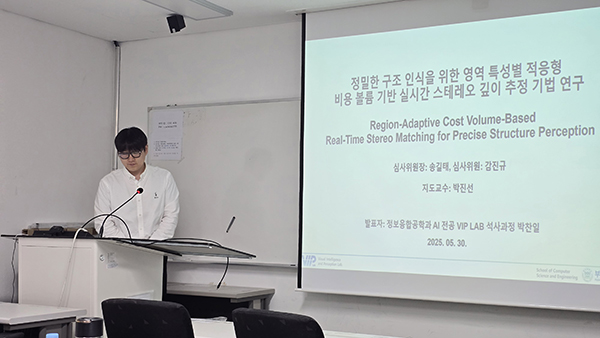 정밀한 구조 인식을 위한 영역 특성별 적응형
비용 볼륨 기반 실시간 스테레오 깊이 추정 기법 연구
Region-Adaptive Cost Volume-Based
Real-Time Stereo Matching for Precise Structure Perception
심사위원장: 송길태, 심사위원: 감진규
지도교수: 박진선
발표자: 정보융합공학과 AI 전공 VIP LAB 석사과정 박찬일
2025. 05. 30.
VIP
School of Computer
Science and Engineering